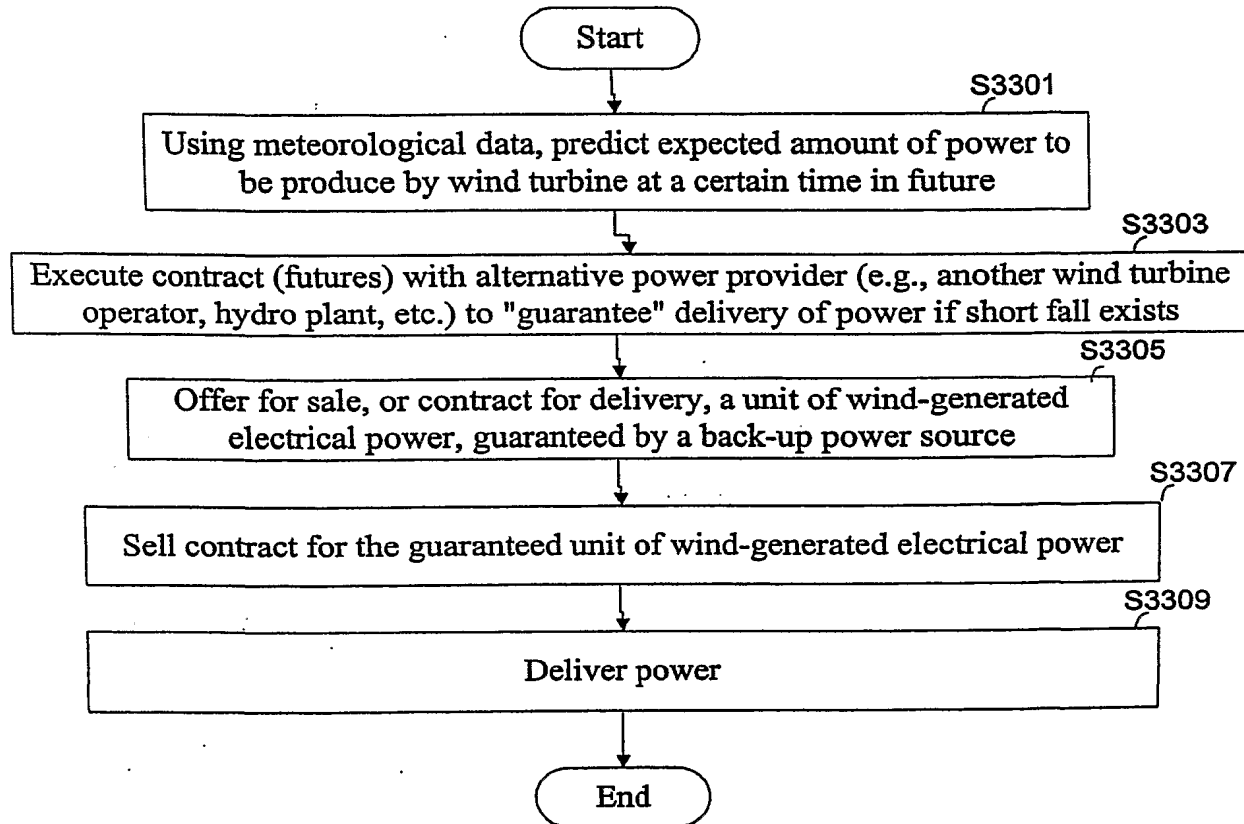 Start
S3301
Using meteorological data, predict expected amount of power to
be produce by wind turbine at a certain time in future
S3303
Execute contract (futures) with alternative power provider (e.g., another wind turbine
operator, hydro plant, etc.) to "guarantee" delivery of power if short fall exists
S3305
Offer for sale, or contract for delivery, a unit of wind-generated
electrical power, guaranteed by a back-up power source
S3307
Sell contract for the guaranteed unit of wind-generated electrical power
S3309
Deliver power
End